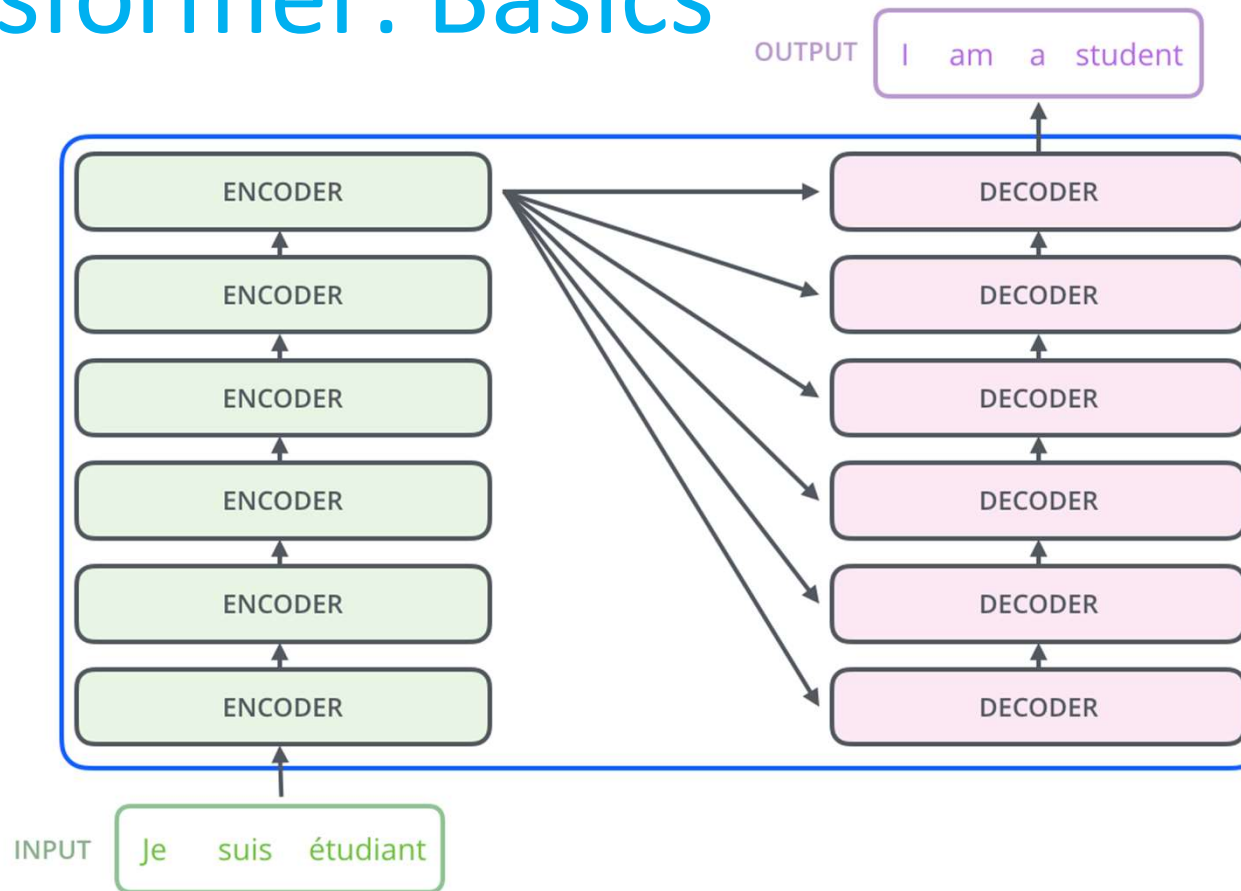 sformer: Basics
OUTPUT
I am a student
ENCODER
DECODER
ENCODER
DECODER
ENCODER
DECODER
ENCODER
DECODER
ENCODER
DECODER
ENCODER
DECODER
INPUT
Je suis étudiant